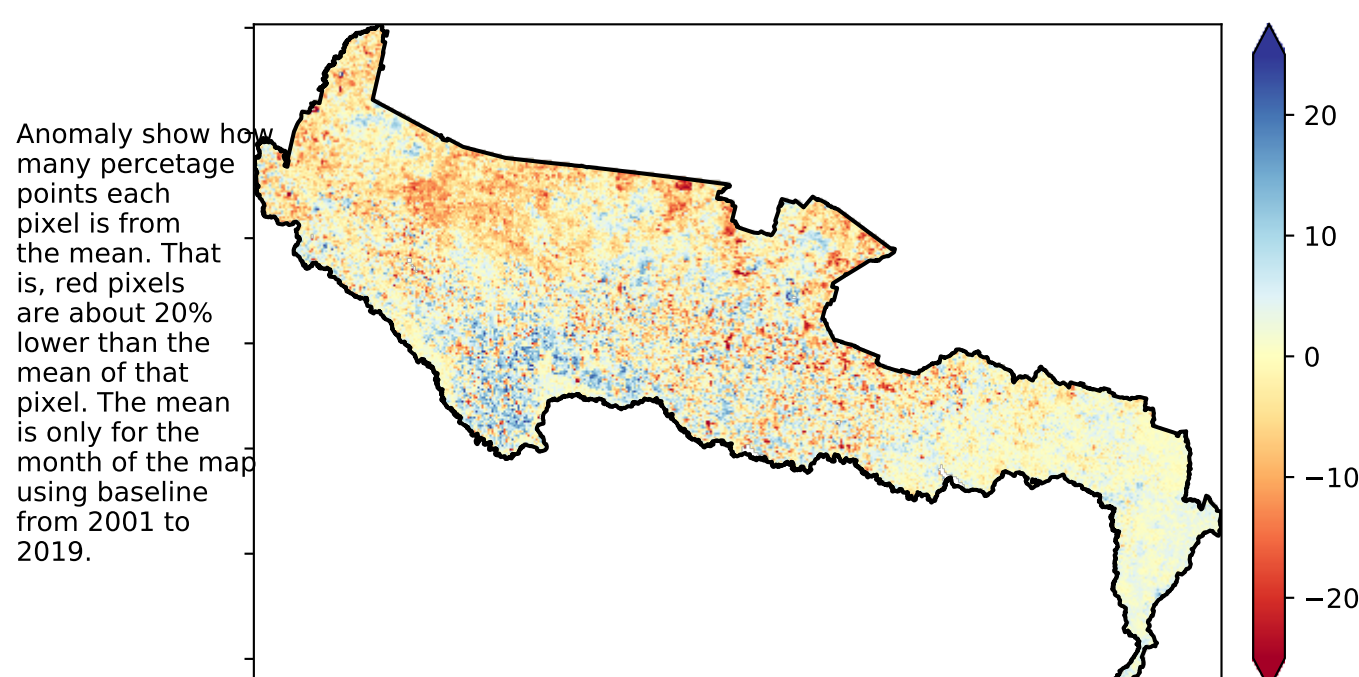 Anomaly show how
many percetage
points each
pixel is from
the mean. That
is, red pixels
are about 20%
lower than the
mean of that
pixel. The mean
is only for the
month of the map
using baseline
from 2001 to
2019.
20
10
0
−10
−20